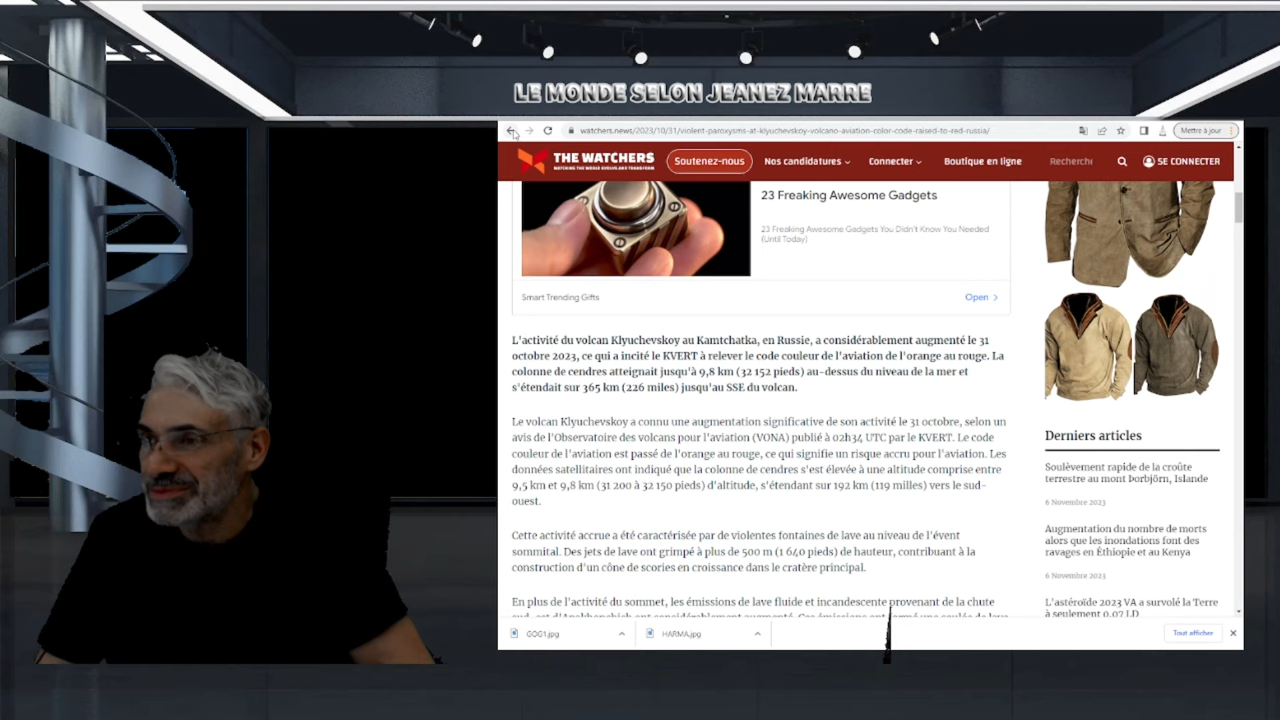 LE MONDE SELON JEANEZ MARRE
watchers.news/2023/10/31/violent-paroxysms-at-klyuchevskoy-volcano-aviation-color-code-raised-to-red-russia/
Mettre à jour
THE WATCHERS
WATCHING THE WORLD EVOLVE AND TRANSFORM
Soutenez-nous
Nos candidatures
Connecter
Boutique en ligne
Recherche
SE CONNECTER
23 Freaking Awesome Gadgets
23 Freaking Awesome Gadgets You Didn't Know You Needed
(Until Today)
Smart Trending Gifts
Open
L'activité du volcan Klyuchevskoy au Kamtchatka, en Russie, a considérablement augmenté le 31
octobre 2023, ce qui a incité le KVERT à relever le code couleur de l'aviation de l'orange au rouge. La
colonne de cendres atteignait jusqu'à 9,8 km (32 152 pieds) au-dessus du niveau de la mer et
s'étendait sur 365 km (226 miles) jusqu'au SSE du volcan.
Le volcan Klyuchevskoy a connu une augmentation significative de son activité le 31 octobre, selon un
avis de l'Observatoire des volcans pour l'aviation (VONA) publié à 02h34 UTC par le KVERT. Le code
couleur de l'aviation est passé de l'orange au rouge, ce qui signifie un risque accru pour l'aviation. Les
données satellitaires ont indiqué que la colonne de cendres s'est élevée à une altitude comprise entre
9,5 km et 9,8 km (31 200 à 32 150 pieds) d'altitude, s'étendant sur 192 km (119 milles) vers le sud-
ouest.
Cette activité accrue a été caractérisée par de violentes fontaines de lave au niveau de l'évent
sommital. Des jets de lave ont grimpé à plus de 500 m (1 640 pieds) de hauteur, contribuant à la
construction d'un cône de scories en croissance dans le cratère principal.
En plus de l'activité du sommet, les émissions de lave fluide et incandescente provenant de la chute
Derniers articles
Soulèvement rapide de la croûte
terrestre au mont Þorbjörn, Islande
6 Novembre 2023
Augmentation du nombre de morts
alors que les inondations font des
ravages en Éthiopie et au Kenya
6 Novembre 2023
L'astéroïde 2023 VA a survolé la Terre
à seulement 0,07 LD
GOG1.jpg
HARMA.jpg
Tout afficher